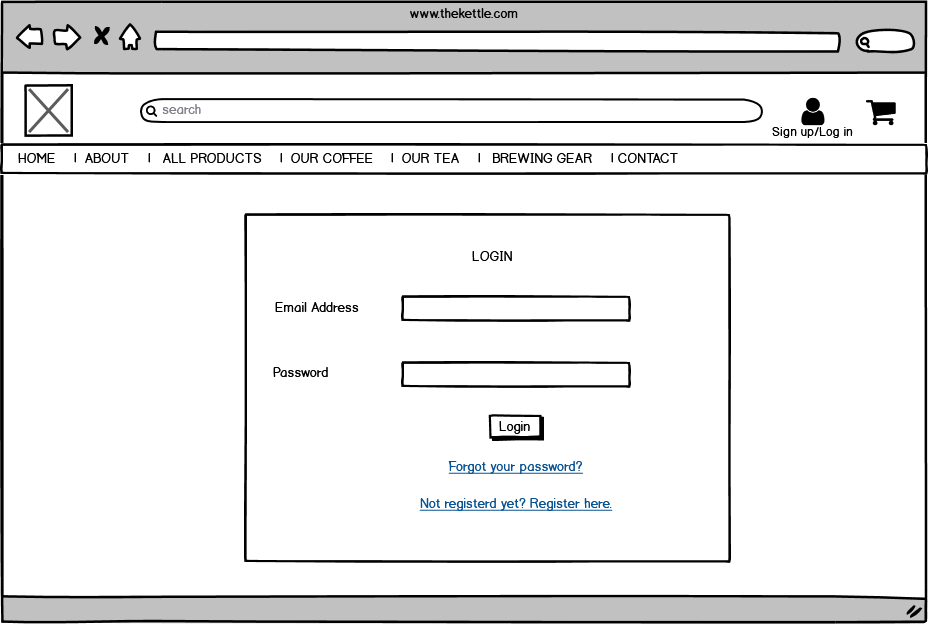 www.thekettle.com
search
Sign up/Log in
HOME | ABOUT | ALL PRODUCTS | OUR COFFEE | OUR TEA | BREWING GEAR | CONTACT
LOGIN
Email Address
Password
Login
Forgot your password?
Not registerd yet? Register here.